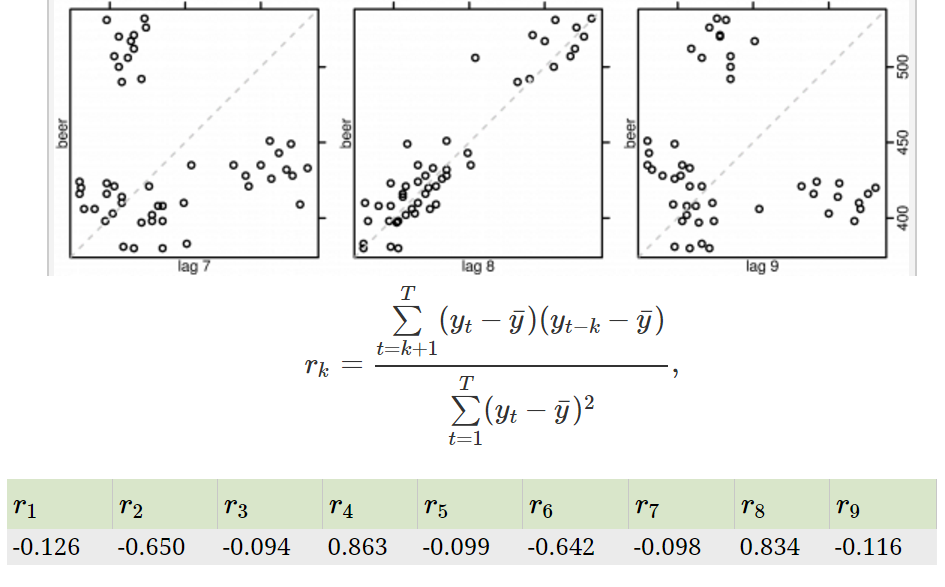 beer beer beer
500
450
400
lag 7 lag 8 lag 9
r_k = \frac{\sum_{t=k+1}^{T} (y_t - \bar{y})(y_{t-k} - \bar{y})}{\sum_{t=1}^{T} (y_t - \bar{y})^2},
r₁ r₂ r₃ r₄ r₅ r₆ r₇ r₈ r₉
-0.126 -0.650 -0.094 0.863 -0.099 -0.642 -0.098 0.834 -0.116